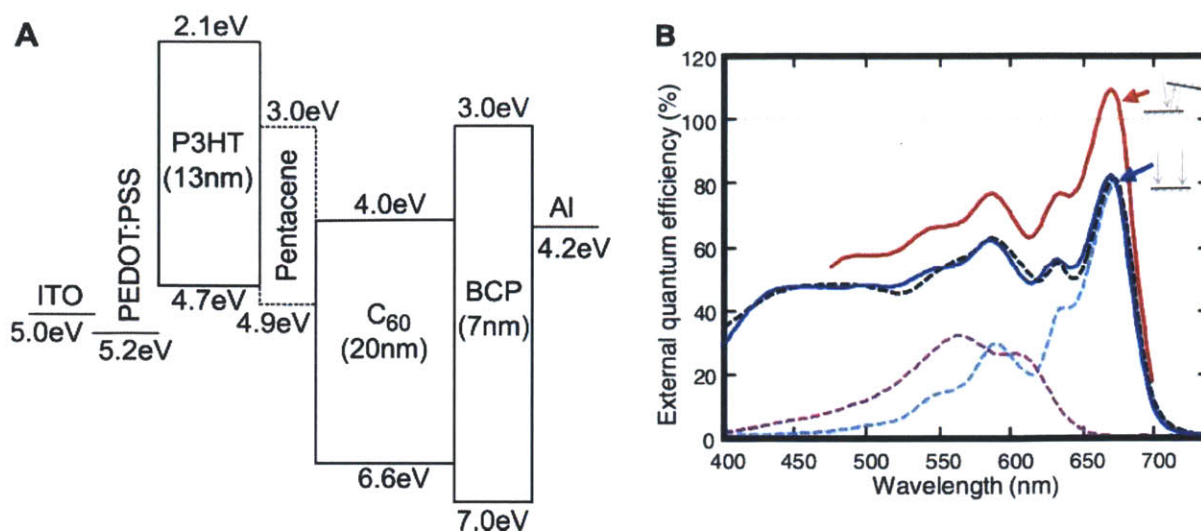 A
2.1eV
P3HT
(13nm)
3.0eV
Pentacene
PEDOT:PSS
ITO
5.0eV
5.2eV
4.7eV
4.9eV
4.0eV
C60
(20nm)
6.6eV
3.0eV
BCP
(7nm)
7.0eV
Al
4.2eV
B
External quantum efficiency (%)
120
100
80
60
40
20
0
400 450 500 550 600 650 700
Wavelength (nm)